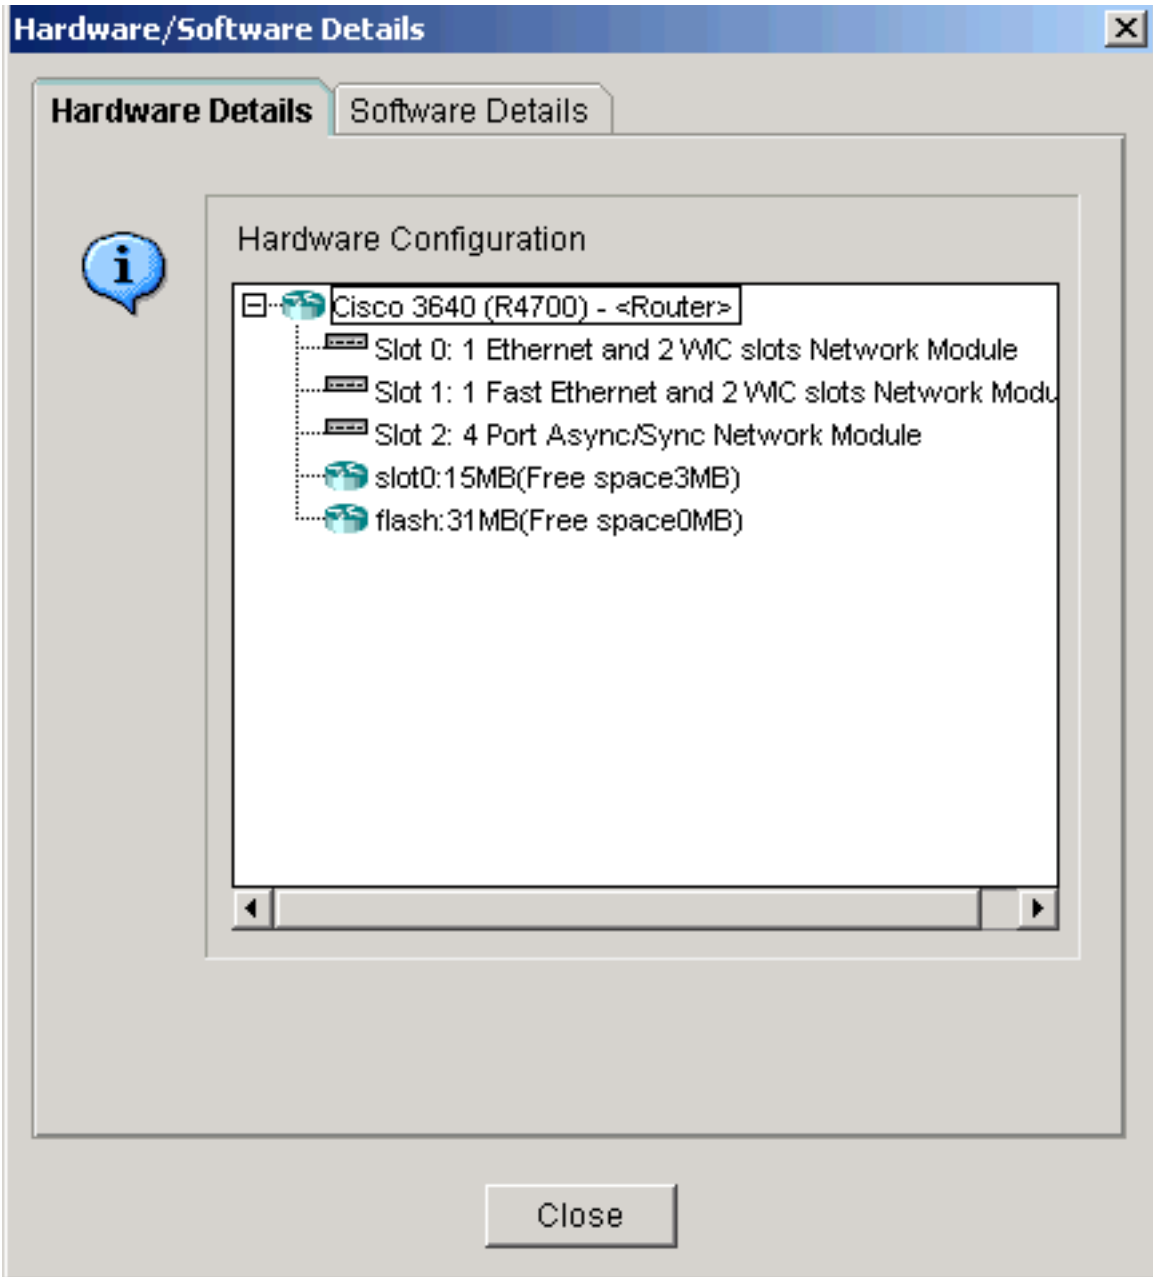 Hardware/Software Details
Hardware Details
Software Details
Hardware Configuration
Cisco 3640 (R4700) - <Router>
Slot 0: 1 Ethernet and 2 WIC slots Network Module
Slot 1: 1 Fast Ethernet and 2 WIC slots Network Modu
Slot 2: 4 Port Async/Sync Network Module
slot0:15MB(Free space3MB)
flash:31MB(Free space0MB)
Close